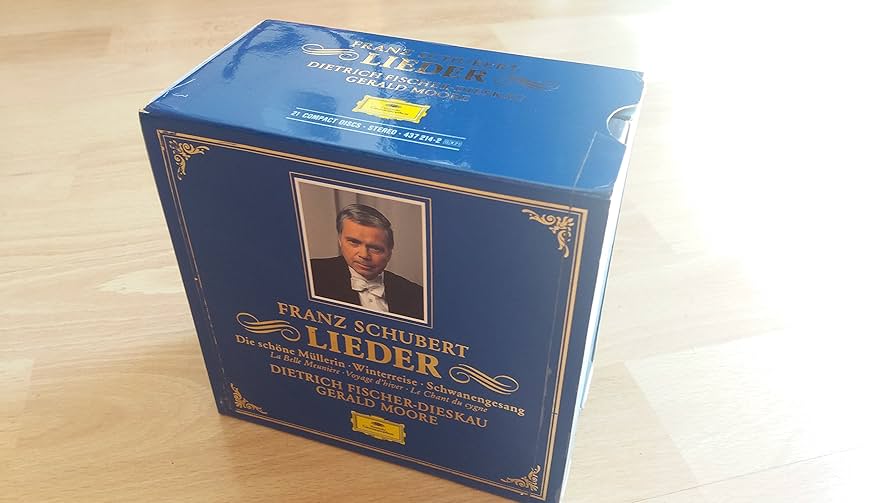 FRANZ SCHUBERT
LIEDER
DIETRICH FISCHER-DIESKAU
GERALD MOORE
21 COMPACT DISCS · STEREO · 437 214-2
FRANZ SCHUBERT
LIEDER
Die schöne Müllerin · Winterreise · Schwanengesang
La Belle Meunière · Voyage d'hiver · Le Chant du cygne
DIETRICH FISCHER-DIESKAU
GERALD MOORE